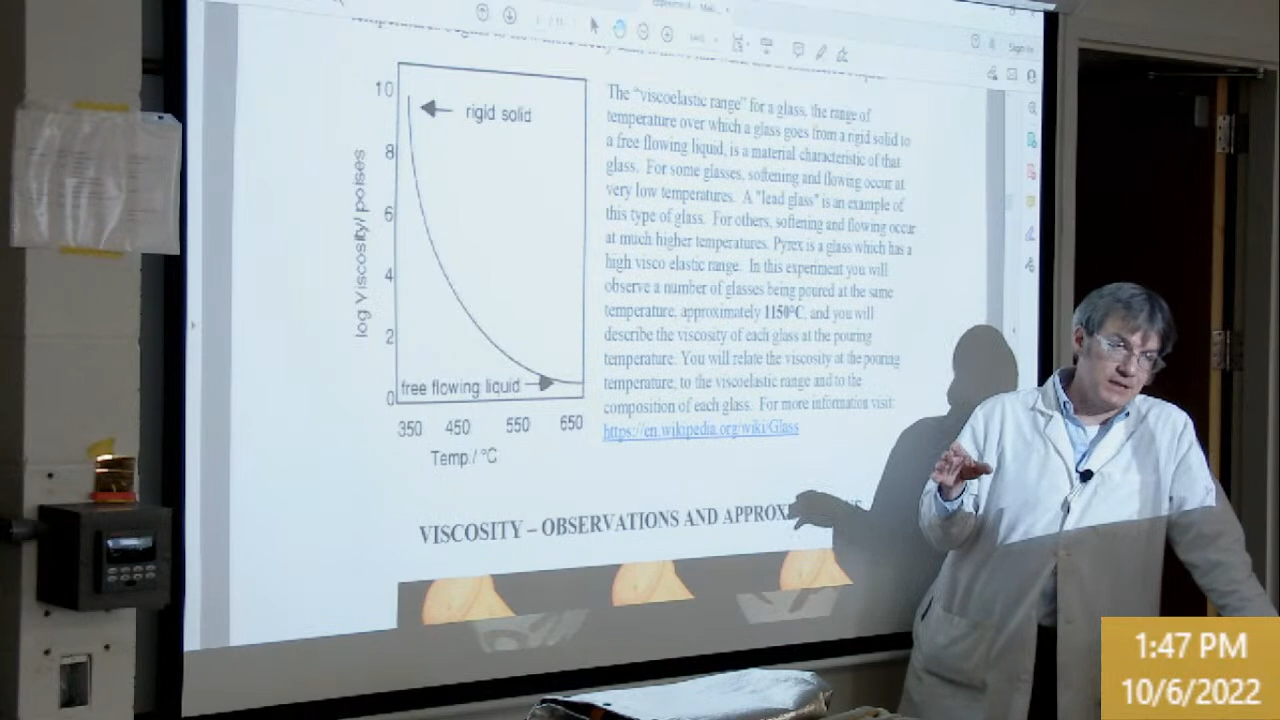 Sign In
10
rigid solid
8
6
4
2
0
log Viscosity/ poises
free flowing liquid
350 450 550 650
Temp./ °C
The "viscoelastic range" for a glass, the range of
temperature over which a glass goes from a rigid solid to
a free flowing liquid, is a material characteristic of that
glass. For some glasses, softening and flowing occur at
very low temperatures. A "lead glass" is an example of
this type of glass. For others, softening and flowing occur
at much higher temperatures. Pyrex is a glass which has a
high visco elastic range. In this experiment you will
observe a number of glasses being poured at the same
temperature, approximately 1150°C, and you will
describe the viscosity of each glass at the pouring
temperature. You will relate the viscosity at the pouring
temperature, to the viscoelastic range and to the
composition of each glass. For more information visit:
https://en.wikipedia.org/wiki/Glass
VISCOSITY – OBSERVATIONS AND
1:47 PM
10/6/2022